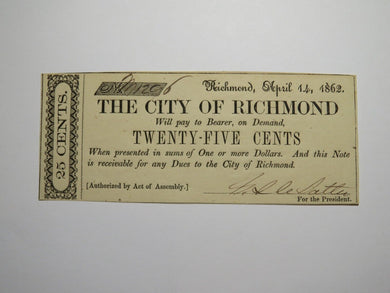 Richmond, April 14, 1862.
THE CITY OF RICHMOND
Will pay to Bearer, on Demand,
TWENTY-FIVE CENTS
When presented in sums of One or more Dollars. And this Note
is receivable for any Dues to the City of Richmond.
[Authorized by Act of Assembly.]
For the President.
25 CENTS.